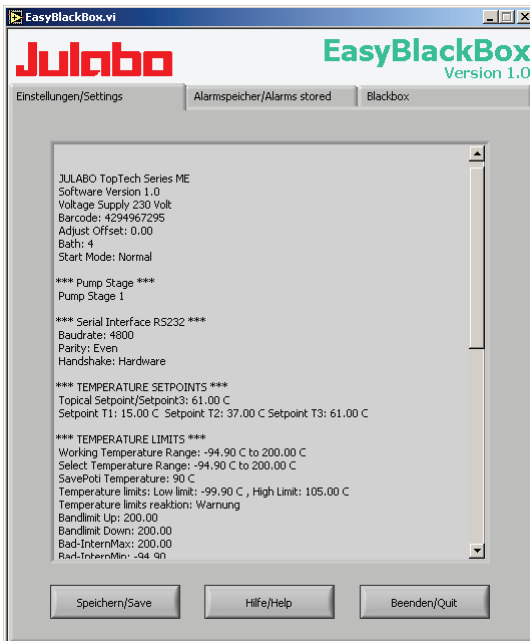 EasyBlackBox.vi
Julabo
EasyBlackBox
Version 1.0
Einstellungen/Settings
Alarmspeicher/Alarms stored
Blackbox
JULABO TopTech Series ME
Software Version 1.0
Voltage Supply 230 Volt
Barcode: 4294967295
Adjust Offset: 0.00
Bath: 4
Start Mode: Normal
*** Pump Stage ***
Pump Stage 1
*** Serial Interface RS232 ***
Baudrate: 4800
Parity: Even
Handshake: Hardware
*** TEMPERATURE SETPOINTS ***
Topical Setpoint/Setpoint3: 61.00 C
Setpoint T1: 15.00 C Setpoint T2: 37.00 C Setpoint T3: 61.00 C
*** TEMPERATURE LIMITS ***
Working Temperature Range: -94.90 C to 200.00 C
Select Temperature Range: -94.90 C to 200.00 C
SavePoti Temperature: 90 C
Temperature limits: Low limit: -99.90 C , High Limit: 105.00 C
Temperature limits reaktion: Warnung
Bandlimit Up: 200.00
Bandlimit Down: 200.00
Bad-InternMax: 200.00
Bad-InternMin: -94.90
Speichern/Save
Hilfe/Help
Beenden/Quit